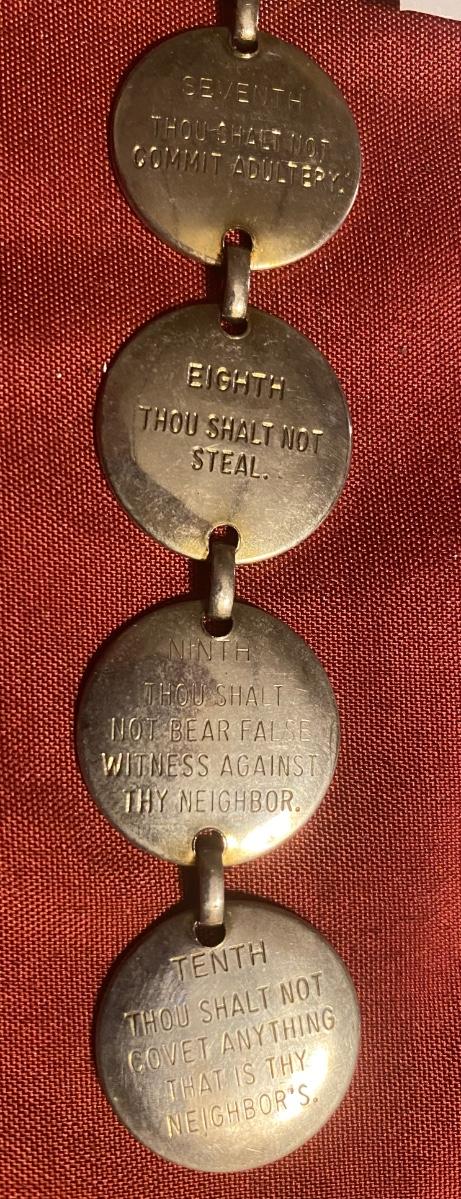 SEVENTH
THOU SHALT NOT
COMMIT ADULTERY.
EIGHTH
THOU SHALT NOT
STEAL.
NINTH
THOU SHALT
NOT BEAR FALSE
WITNESS AGAINST
THY NEIGHBOR.
TENTH
THOU SHALT NOT
COVET ANYTHING
THAT IS THY
NEIGHBOR'S.